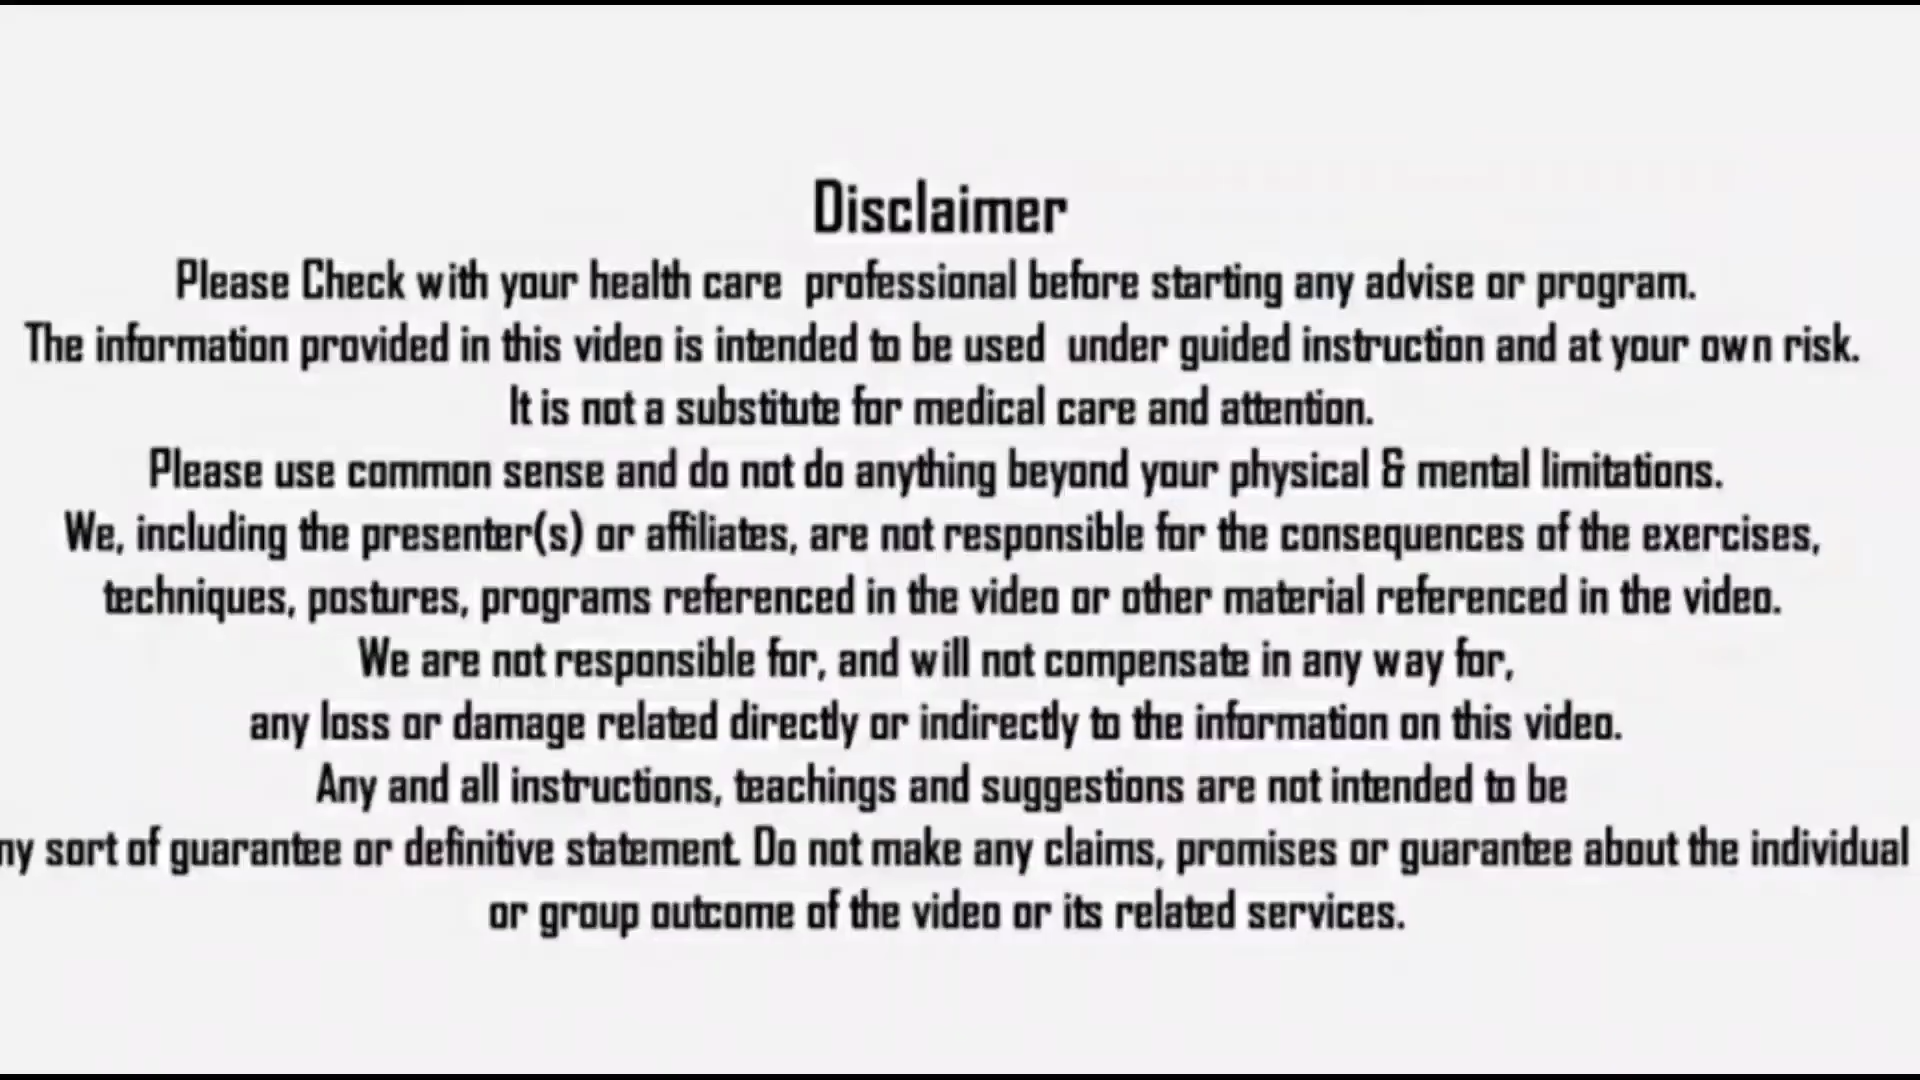 Disclaimer
Please Check with your health care professional before starting any advise or program.
The information provided in this video is intended to be used under guided instruction and at your own risk.
It is not a substitute for medical care and attention.
Please use common sense and do not do anything beyond your physical & mental limitations.
We, including the presenter(s) or affiliates, are not responsible for the consequences of the exercises,
techniques, postures, programs referenced in the video or other material referenced in the video.
We are not responsible for, and will not compensate in any way for,
any loss or damage related directly or indirectly to the information on this video.
Any and all instructions, teachings and suggestions are not intended to be
ny sort of guarantee or definitive statement. Do not make any claims, promises or guarantee about the individual
or group outcome of the video or its related services.